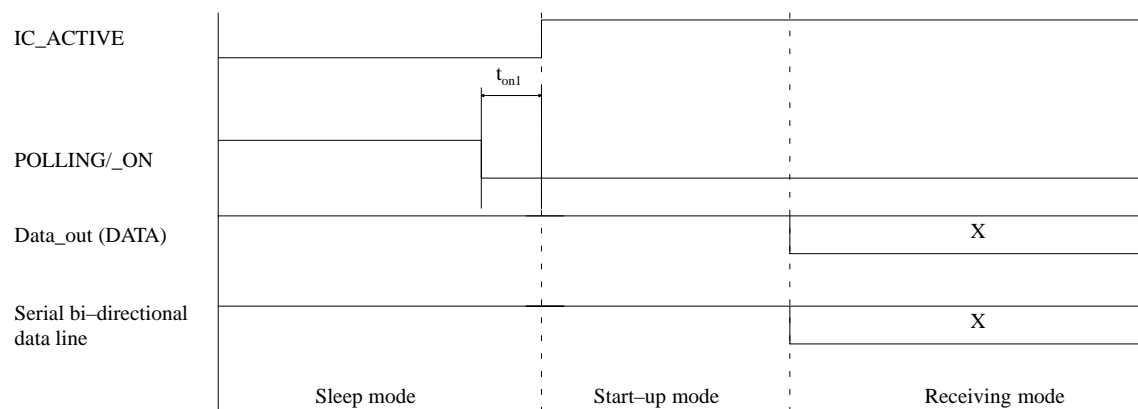 IC_ACTIVE
t_on1
POLLING/_ON
Data_out (DATA)
X
Serial bi–directional
data line
X
Sleep mode
Start–up mode
Receiving mode